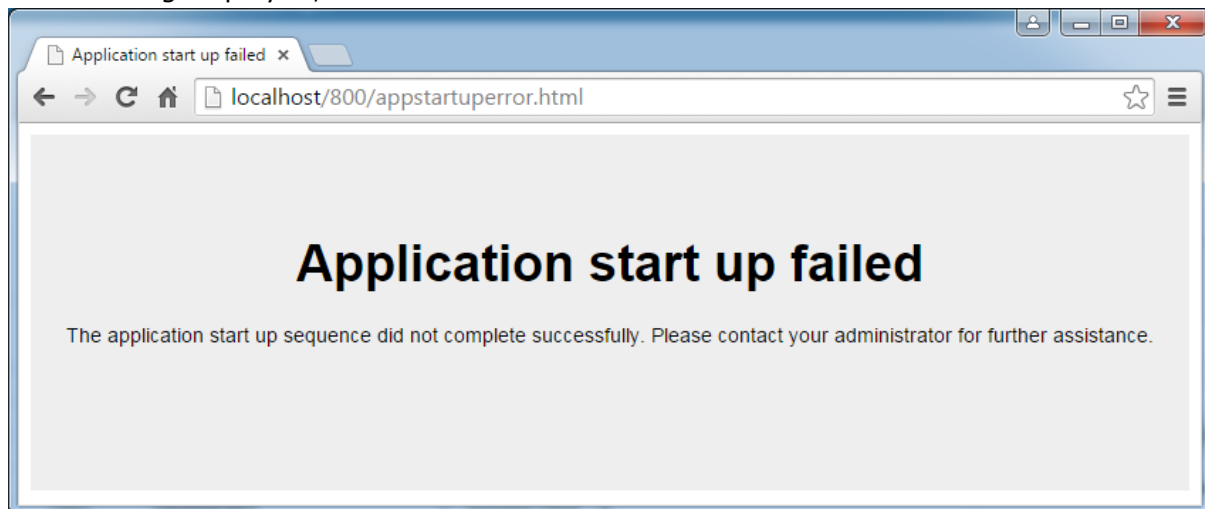 Application start up failed
localhost/800/appstartuperror.html
Application start up failed
The application start up sequence did not complete successfully. Please contact your administrator for further assistance.